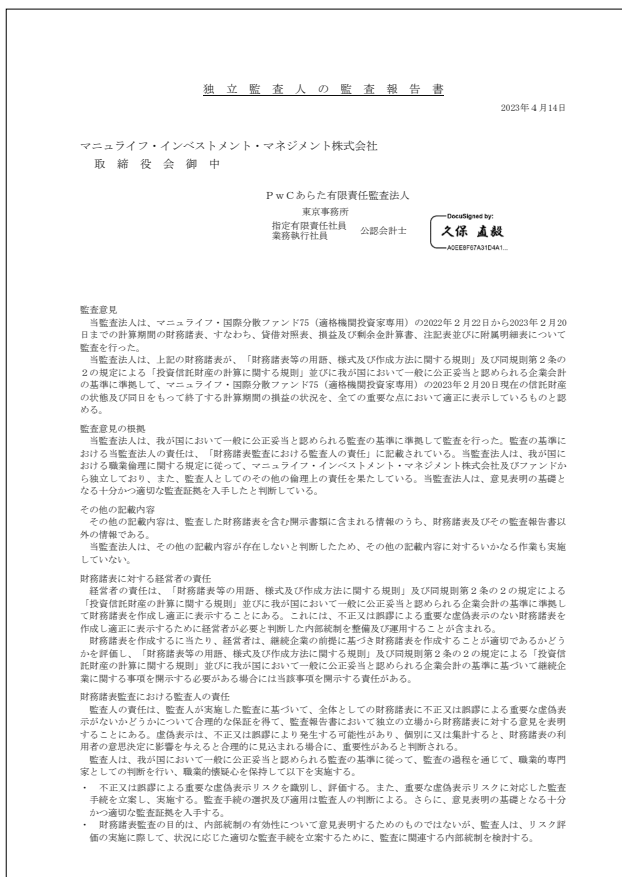 独 立 監 査 人 の 監 査 報 告 書
2023年４月14日
マニュライフ・インベストメント・マネジメント株式会社
取 締 役 会 御 中
ＰｗＣあらた有限責任監査法人
東京事務所
指定有限責任社員
業務執行社員
公認会計士
DocuSigned by:
久保 直毅
A0EE8F67A31D4A1...
監査意見
当監査法人は、マニュライフ・国際分散ファンド75（適格機関投資家専用）の2022年２月22日から2023年２月20
日までの計算期間の財務諸表、すなわち、貸借対照表、損益及び剰余金計算書、注記表並びに附属明細表について
監査を行った。
当監査法人は、上記の財務諸表が、「財務諸表等の用語、様式及び作成方法に関する規則」及び同規則第２条の
２の規定による「投資信託財産の計算に関する規則」並びに我が国において一般に公正妥当と認められる企業会計
の基準に準拠して、マニュライフ・国際分散ファンド75（適格機関投資家専用）の2023年２月20日現在の信託財産
の状態及び同日をもって終了する計算期間の損益の状況を、全ての重要な点において適正に表示しているものと認
める。
監査意見の根拠
当監査法人は、我が国において一般に公正妥当と認められる監査の基準に準拠して監査を行った。監査の基準に
おける当監査法人の責任は、「財務諸表監査における監査人の責任」に記載されている。当監査法人は、我が国に
おける職業倫理に関する規定に従って、マニュライフ・インベストメント・マネジメント株式会社及びファンドか
ら独立しており、また、監査人としてのその他の倫理上の責任を果たしている。当監査法人は、意見表明の基礎と
なる十分かつ適切な監査証拠を入手したと判断している。
その他の記載内容
その他の記載内容は、監査した財務諸表を含む開示書類に含まれる情報のうち、財務諸表及びその監査報告書以
外の情報である。
当監査法人は、その他の記載内容が存在しないと判断したため、その他の記載内容に対するいかなる作業も実施
していない。
財務諸表に対する経営者の責任
経営者の責任は、「財務諸表等の用語、様式及び作成方法に関する規則」及び同規則第２条の２の規定による
「投資信託財産の計算に関する規則」並びに我が国において一般に公正妥当と認められる企業会計の基準に準拠し
て財務諸表を作成し適正に表示することにある。これには、不正又は誤謬による重要な虚偽表示のない財務諸表を
作成し適正に表示するために経営者が必要と判断した内部統制を整備及び運用することが含まれる。
財務諸表を作成するに当たり、経営者は、継続企業の前提に基づき財務諸表を作成することが適切であるかどう
かを評価し、「財務諸表等の用語、様式及び作成方法に関する規則」及び同規則第２条の２の規定による「投資信
託財産の計算に関する規則」並びに我が国において一般に公正妥当と認められる企業会計の基準に基づいて継続企
業に関する事項を開示する必要がある場合には当該事項を開示する責任がある。
財務諸表監査における監査人の責任
監査人の責任は、監査人が実施した監査に基づいて、全体としての財務諸表に不正又は誤謬による重要な虚偽表
示がないかどうかについて合理的な保証を得て、監査報告書において独立の立場から財務諸表に対する意見を表明
することにある。虚偽表示は、不正又は誤謬により発生する可能性があり、個別に又は集計すると、財務諸表の利
用者の意思決定に影響を与えると合理的に見込まれる場合に、重要性があると判断される。
監査人は、我が国において一般に公正妥当と認められる監査の基準に従って、監査の過程を通じて、職業的専門
家としての判断を行い、職業的懐疑心を保持して以下を実施する。
・ 不正又は誤謬による重要な虚偽表示リスクを識別し、評価する。また、重要な虚偽表示リスクに対応した監査
手続を立案し、実施する。監査手続の選択及び適用は監査人の判断による。さらに、意見表明の基礎となる十分
かつ適切な監査証拠を入手する。
・ 財務諸表監査の目的は、内部統制の有効性について意見表明するためのものではないが、監査人は、リスク評
価の実施に際して、状況に応じた適切な監査手続を立案するために、監査に関連する内部統制を検討する。